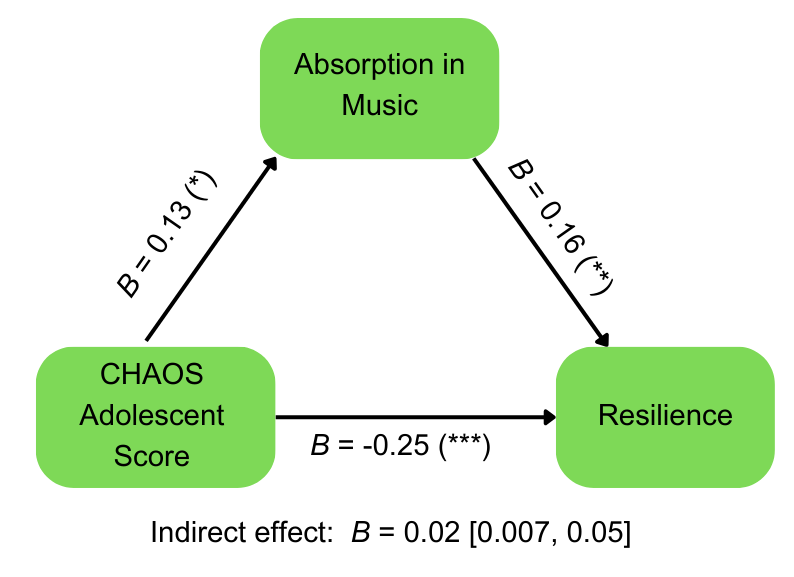 Absorption in
Music
B = 0.13 (*)
B = 0.16 (**)
CHAOS
Adolescent
Score
Resilience
B = -0.25 (***)
Indirect effect:  B = 0.02 [0.007, 0.05]